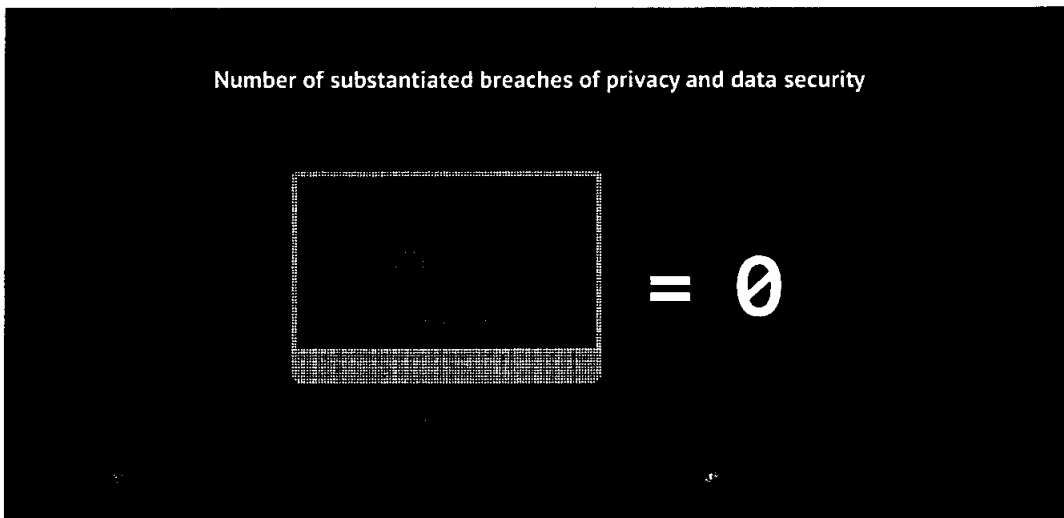 Number of substantiated breaches of privacy and data security
= 0